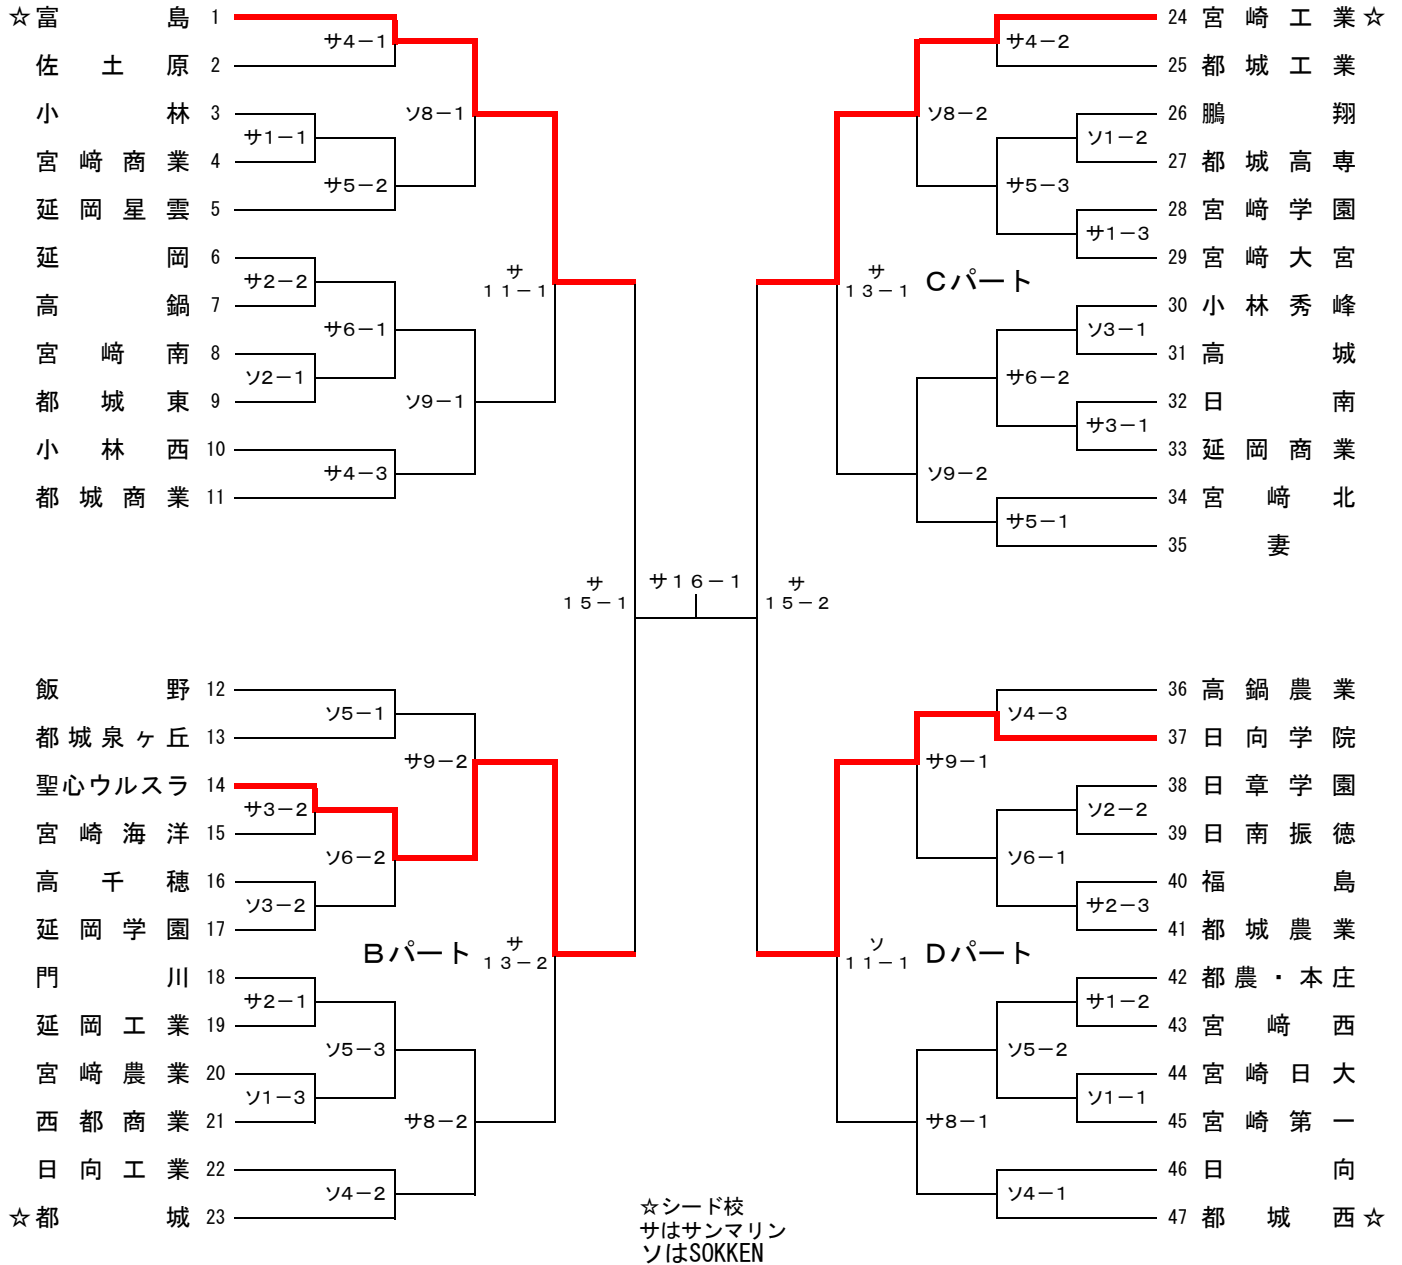 ☆富島 1
サ4－1
佐土原 2
小林 3
サ1－1
ソ8－1
宮﨑商業 4
サ5－2
延岡星雲 5
延岡 6
サ2－2
サ
11－1
高鍋 7
サ6－1
宮﨑南 8
ソ2－1
都城東 9
ソ9－1
小林西 10
サ4－3
都城商業 11
サ
15－1
サ16－1
飯野 12
ソ5－1
都城泉ヶ丘 13
サ9－2
聖心ウルスラ 14
サ3－2
宮崎海洋 15
ソ6－2
高千穂 16
ソ3－2
延岡学園 17
Bパート
サ
13－2
門川 18
サ2－1
延岡工業 19
ソ5－3
宮﨑農業 20
ソ1－3
西都商業 21
サ8－2
日向工業 22
ソ4－2
☆都城 23
24 宮崎工業☆
サ4－2
25 都城工業
26 鵬翔
ソ8－2
ソ1－2
27 都城高専
サ5－3
28 宮﨑学園
サ1－3
29 宮﨑大宮
サ
13－1
Cパート
30 小林秀峰
ソ3－1
31 高城
サ6－2
32 日南
サ3－1
33 延岡商業
ソ9－2
34 宮﨑北
サ5－1
35 妻
サ
15－2
36 高鍋農業
ソ4－3
37 日向学院
サ9－1
38 日章学園
ソ2－2
39 日南振徳
ソ6－1
40 福島
サ2－3
41 都城農業
ソ
11－1
Dパート
42 都農・本庄
サ1－2
43 宮﨑西
ソ5－2
44 宮崎日大
ソ1－1
45 宮崎第一
サ8－1
46 日向
ソ4－1
47 都城西☆
☆シード校
サはサンマリン
ソはSOKKEN